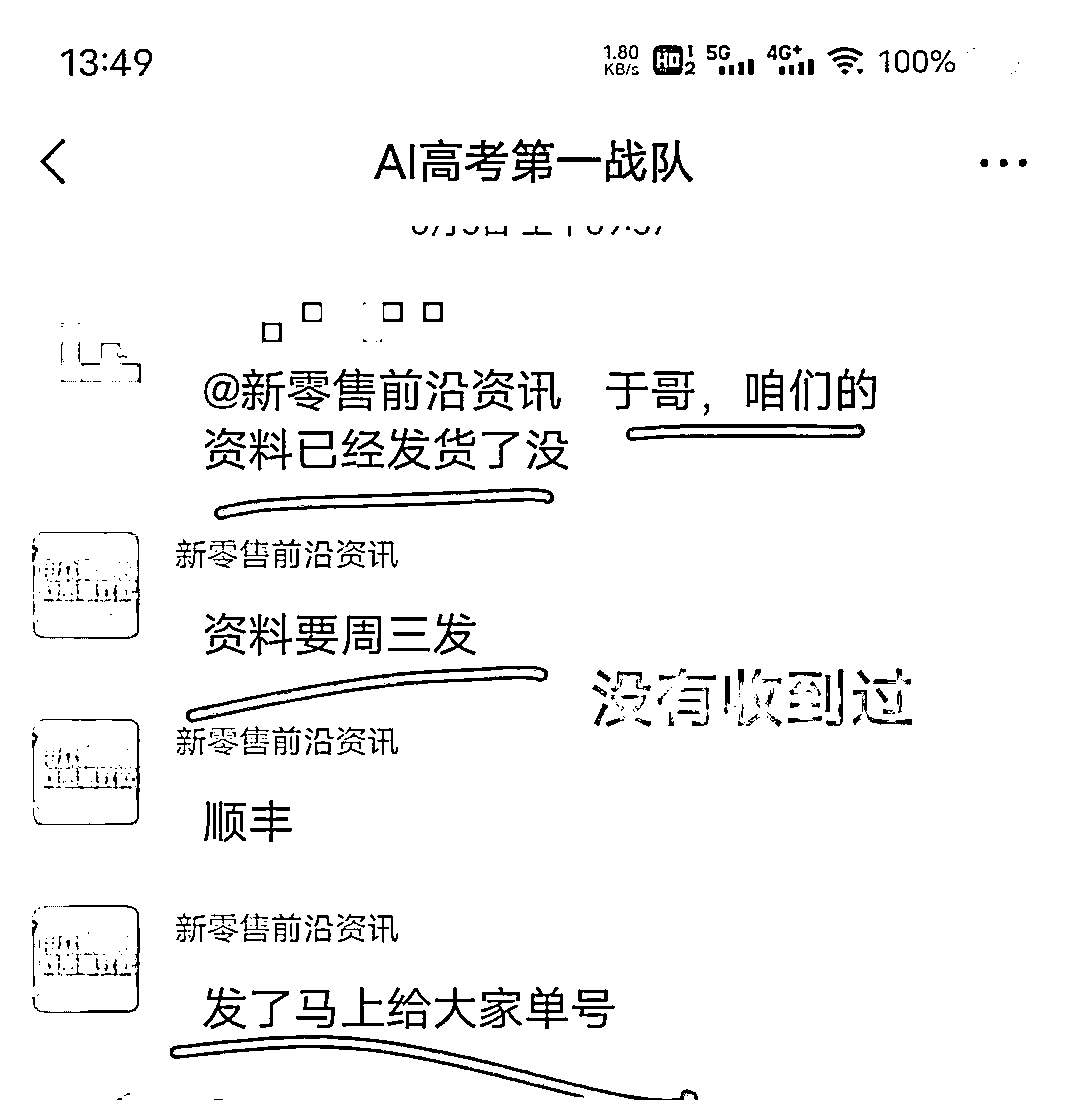 13:49
1.80 KB/s HD 1 2 5G 4G+ 100%
AI高考第一战队
@新零售前沿资讯 于哥，咱们的
资料已经发货了没
新零售前沿资讯
资料要周三发
没有收到过
新零售前沿资讯
顺丰
新零售前沿资讯
发了马上给大家单号